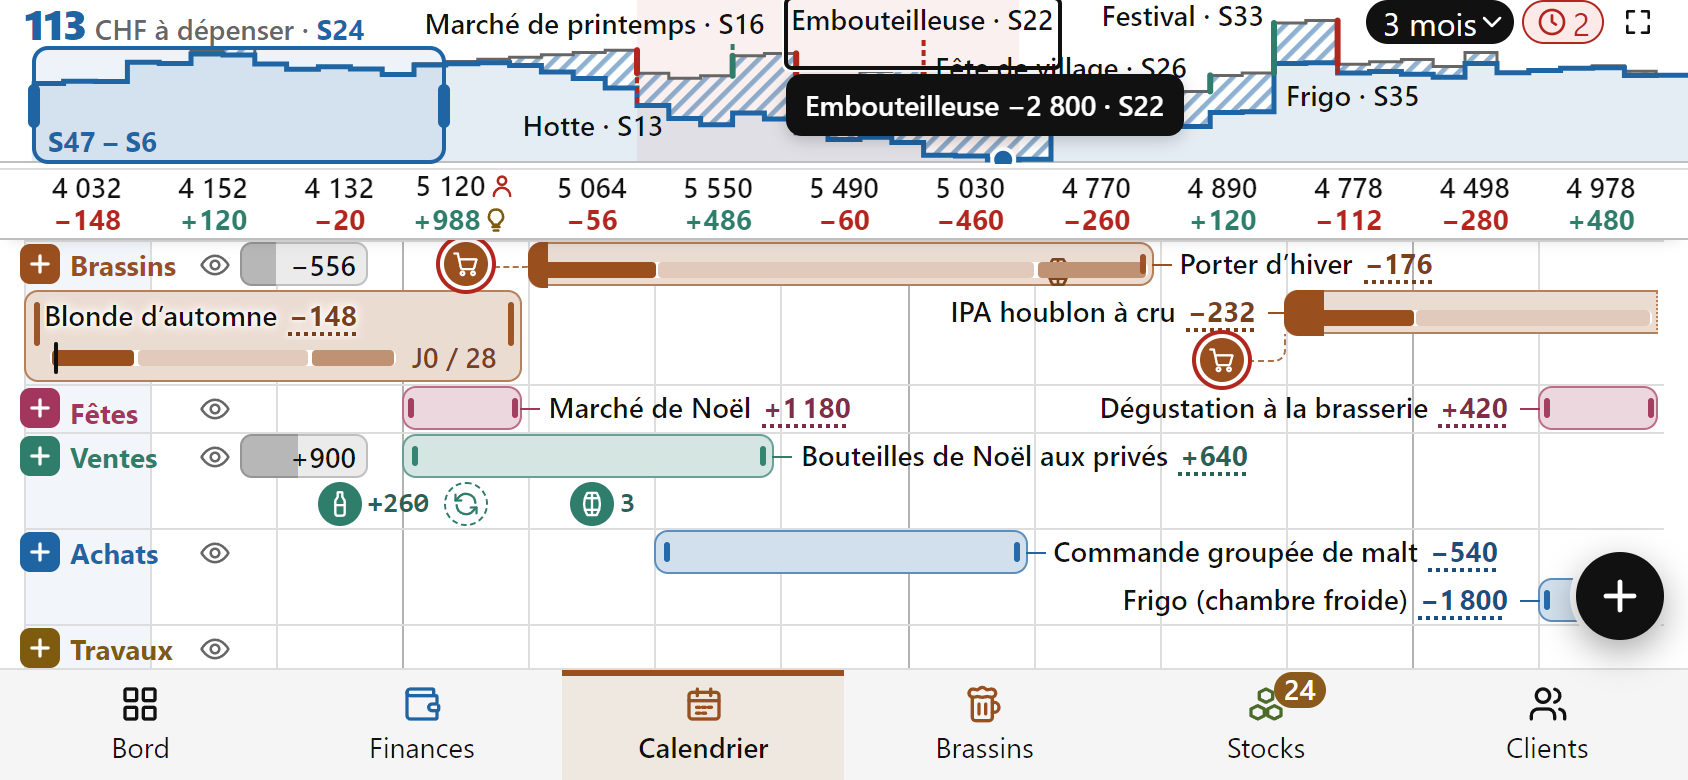 113 CHF à dépenser · S24
Marché de printemps · S16
Embouteilleuse · S22
Festival · S33
3 mois
2
Fête de village · S26
Embouteilleuse −2 800 · S22
Frigo · S35
Hotte · S13
S47 – S6
4 032 4 152 4 132 5 120 5 064 5 550 5 490 5 030 4 770 4 890 4 778 4 498 4 978
−148 +120 −20 +988 −56 +486 −60 −460 −260 +120 −112 −280 +480
Brassins −556 Porter d’hiver −176
Blonde d’automne −148 IPA houblon à cru −232
J0 / 28
Fêtes Marché de Noël +1 180 Dégustation à la brasserie +420
Ventes +900 Bouteilles de Noël aux privés +640
+260 3
Achats Commande groupée de malt −540
Frigo (chambre froide) −1 800
Travaux
24
Bord Finances Calendrier Brassins Stocks Clients